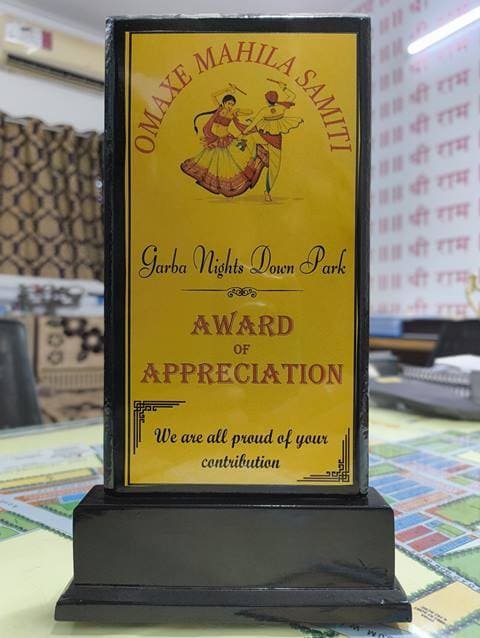 OMAXE MAHILA SAMITI
Garba Nights Down Park
AWARD
OF
APPRECIATION
We are all proud of your
contribution
श्री राम
श्री राम
श्री राम
श्री राम
श्री राम